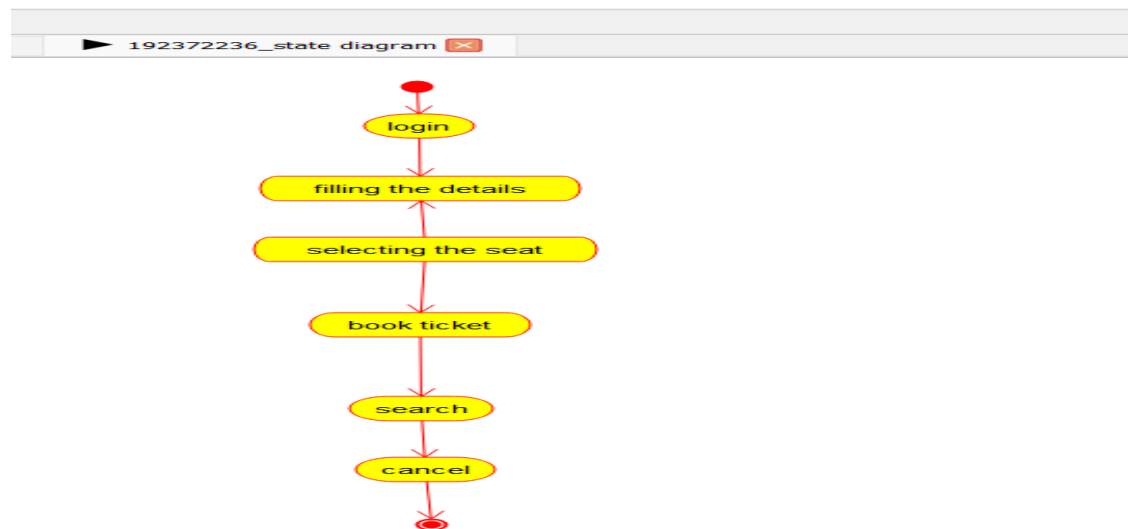 192372236_state diagram
login
filling the details
selecting the seat
book ticket
search
cancel